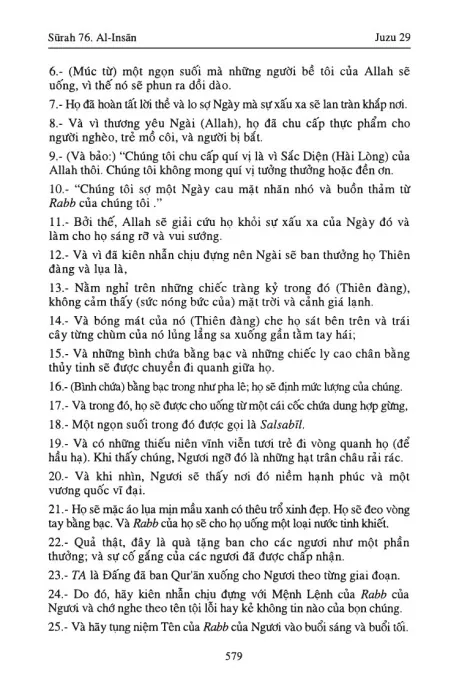 Sūrah 76. Al-Insān
Juzu 29
6.- (Múc từ) một ngọn suối mà những người bề tôi của Allah sẽ
uống, vì thế nó sẽ phun ra dồi dào.
7.- Họ đã hoàn tất lời thề và lo sợ Ngày mà sự xấu xa sẽ lan tràn khắp nơi.
8.- Và vì thương yêu Ngài (Allah), họ đã chu cấp thực phẩm cho
người nghèo, trẻ mồ côi, và người bị bắt.
9.- (Và bảo:) “Chúng tôi chu cấp quí vị là vì Sắc Diện (Hài Lòng) của
Allah thôi. Chúng tôi không mong quí vị tưởng thưởng hoặc đền ơn.
10.- “Chúng tôi sợ một Ngày cau mặt nhăn nhó và buồn thảm từ
Rabb của chúng tôi .”
11.- Bởi thế, Allah sẽ giải cứu họ khỏi sự xấu xa của Ngày đó và
làm cho họ sáng rỡ và vui sướng.
12.- Và vì đã kiên nhẫn chịu đựng nên Ngài sẽ ban thưởng họ Thiên
đàng và lụa là,
13.- Nằm nghỉ trên những chiếc tràng kỷ trong đó (Thiên đàng),
không cảm thấy (sức nóng bức của) mặt trời và cảnh giá lạnh.
14.- Và bóng mát của nó (Thiên đàng) che họ sát bên trên và trái
cây từng chùm của nó lủng lẳng sa xuống gần tầm tay hái;
15.- Và những bình chứa bằng bạc và những chiếc ly cao chân bằng
thủy tinh sẽ được chuyền đi quanh giữa họ.
16.- (Bình chứa) bằng bạc trong như pha lê; họ sẽ định mức lượng của chúng.
17.- Và trong đó, họ sẽ được cho uống từ một cái cốc chứa dung hợp gừng,
18.- Một ngọn suối trong đó được gọi là Salsabīl.
19.- Và có những thiếu niên vĩnh viễn tươi trẻ đi vòng quanh họ (để
hầu hạ). Khi thấy chúng, Ngươi ngỡ đó là những hạt trân châu rải rác.
20.- Và khi nhìn, Ngươi sẽ thấy nơi đó niềm hạnh phúc và một
vương quốc vĩ đại.
21.- Họ sẽ mặc áo lụa mịn mầu xanh có thêu trổ xinh đẹp. Họ sẽ đeo vòng
tay bằng bạc. Và Rabb của họ sẽ cho họ uống một loại nước tinh khiết.
22.- Quả thật, đây là quà tặng ban cho các ngươi như một phần
thưởng; và sự cố gắng của các ngươi đã được chấp nhận.
23.- TA là Đấng đã ban Qur'ān xuống cho Ngươi theo từng giai đoạn.
24.- Do đó, hãy kiên nhẫn chịu đựng với Mệnh Lệnh của Rabb của
Ngươi và chớ nghe theo tên tội lỗi hay kẻ không tin nào của bọn chúng.
25.- Và hãy tụng niệm Tên của Rabb của Ngươi vào buổi sáng và buổi tối.
579